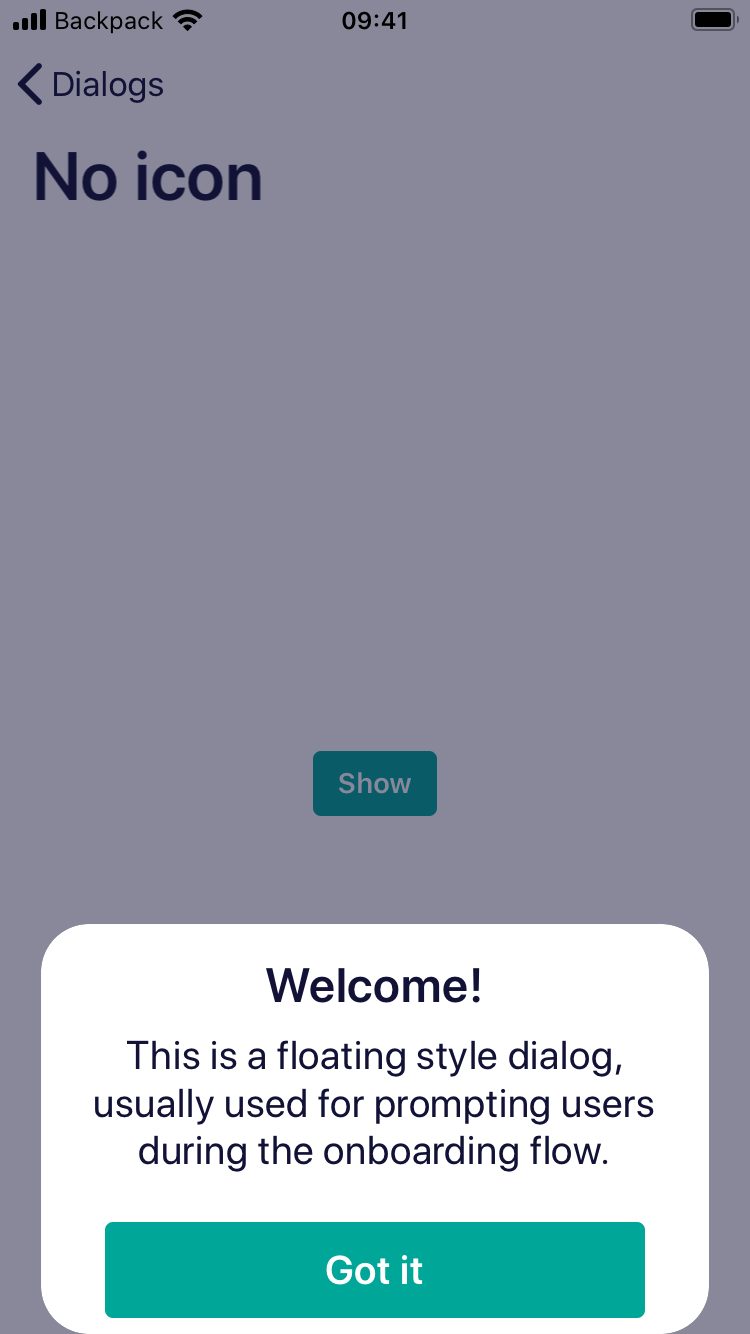 Backpack 09:41
Dialogs
No icon
Show
Welcome!
This is a floating style dialog,
usually used for prompting users
during the onboarding flow.
Got it